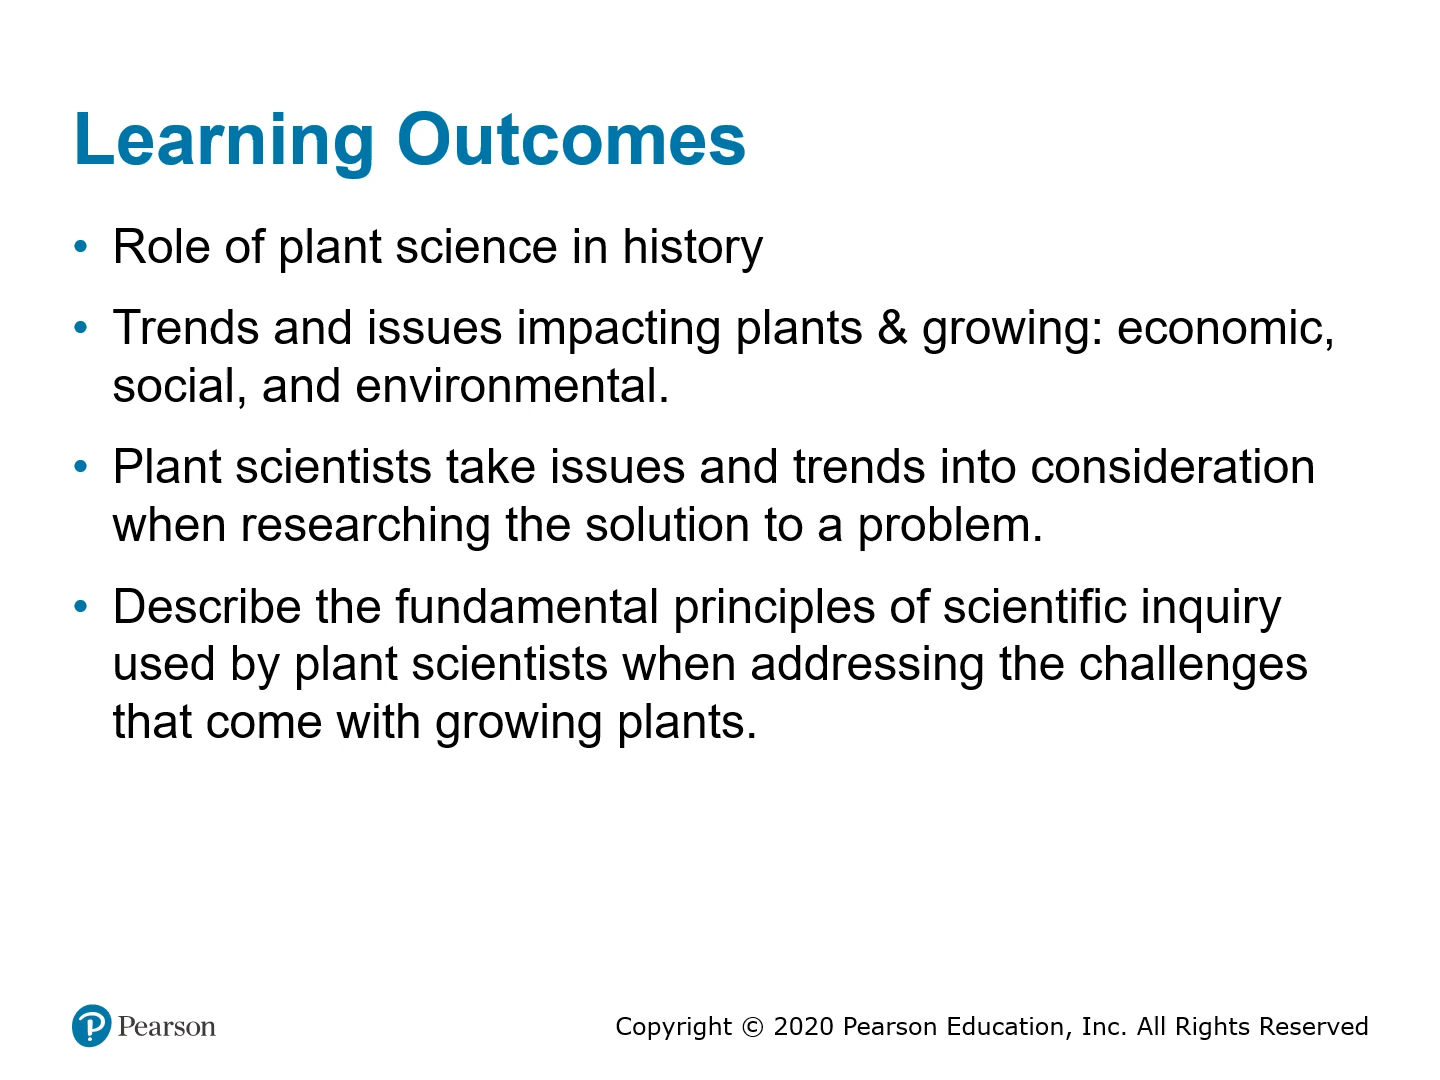 Learning Outcomes
• Role of plant science in history
• Trends and issues impacting plants & growing: economic,
social, and environmental.
• Plant scientists take issues and trends into consideration
when researching the solution to a problem.
• Describe the fundamental principles of scientific inquiry
used by plant scientists when addressing the challenges
that come with growing plants.
Pearson
Copyright © 2020 Pearson Education, Inc. All Rights Reserved